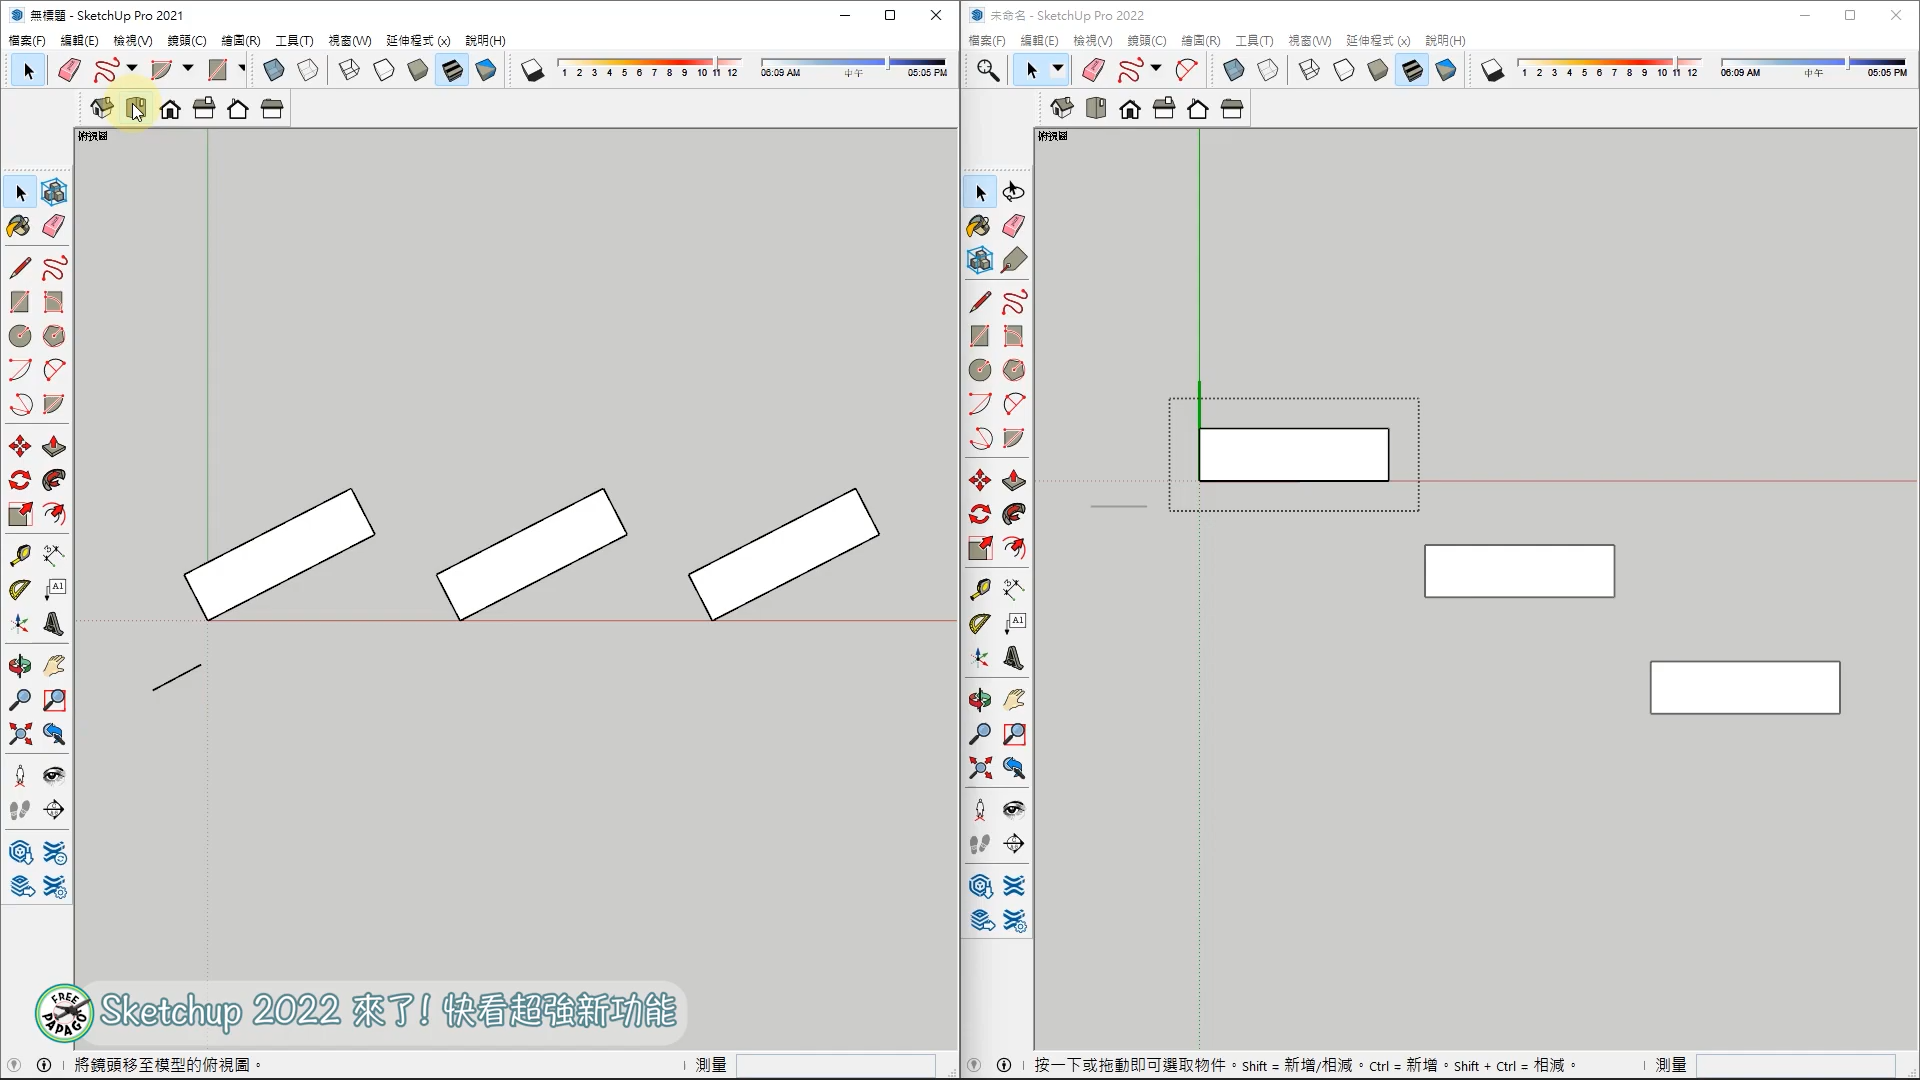 無標題 - SketchUp Pro 2021
檔案(F) 編輯(E) 檢視(V) 鏡頭(C) 繪圖(R) 工具(T) 視窗(W) 延伸程式 (x) 說明(H)
1 2 3 4 5 6 7 8 9 10 11 12
06:09 AM 中午 05:05 PM
俯視圖
A1
FREE PAPAGO
Sketchup 2022 來了! 快看超強新功能
將鏡頭移至模型的俯視圖。
測量
未命名 - SketchUp Pro 2022
檔案(F) 編輯(E) 檢視(V) 鏡頭(C) 繪圖(R) 工具(T) 視窗(W) 延伸程式 (x) 說明(H)
1 2 3 4 5 6 7 8 9 10 11 12
06:09 AM 中午 05:05 PM
俯視圖
A1
按一下或拖動即可選取物件。Shift = 新增/相減。Ctrl = 新增。Shift + Ctrl = 相減。
測量